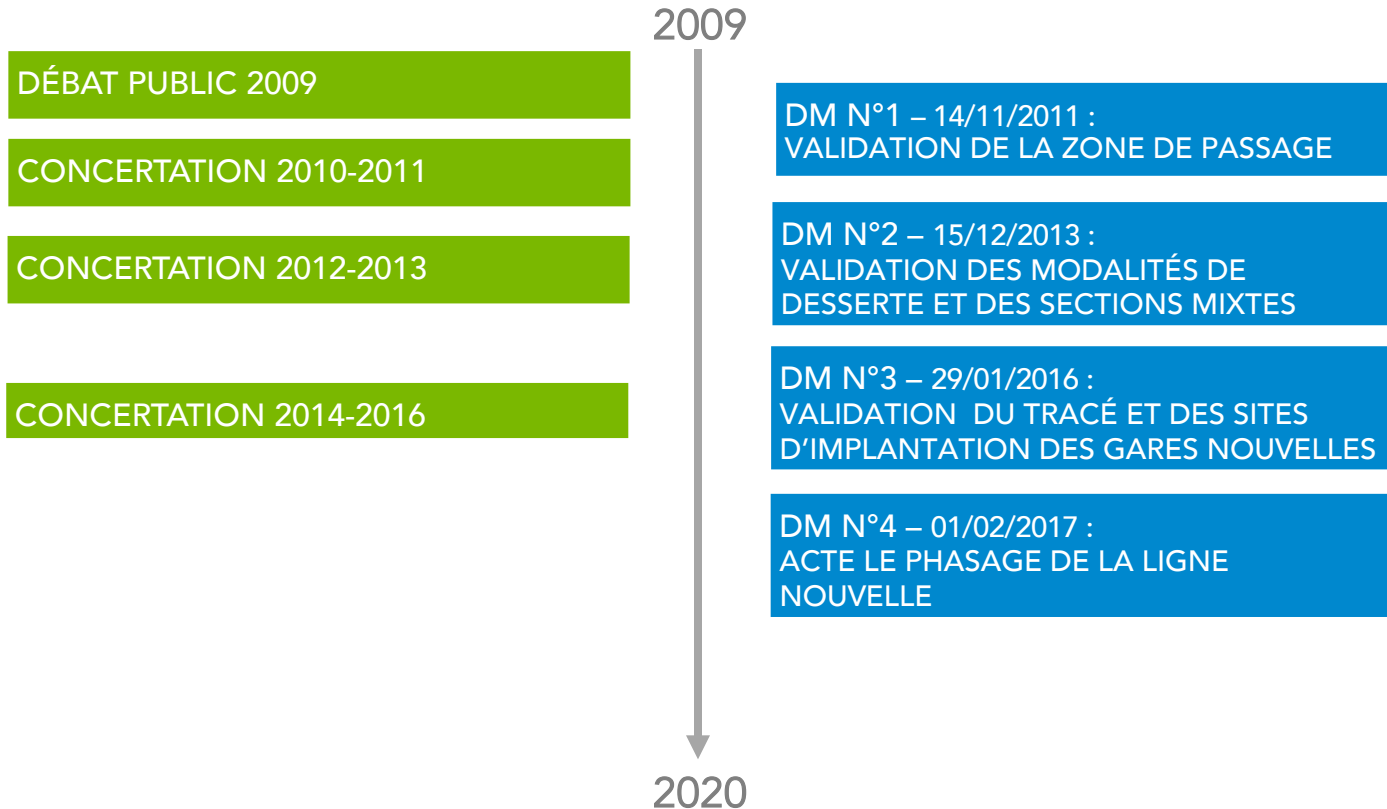 2009
DÉBAT PUBLIC 2009
CONCERTATION 2010-2011
CONCERTATION 2012-2013
CONCERTATION 2014-2016
DM N°1 – 14/11/2011 :
VALIDATION DE LA ZONE DE PASSAGE
DM N°2 – 15/12/2013 :
VALIDATION DES MODALITÉS DE
DESSERTE ET DES SECTIONS MIXTES
DM N°3 – 29/01/2016 :
VALIDATION DU TRACÉ ET DES SITES
D’IMPLANTATION DES GARES NOUVELLES
DM N°4 – 01/02/2017 :
ACTE LE PHASAGE DE LA LIGNE
NOUVELLE
2020